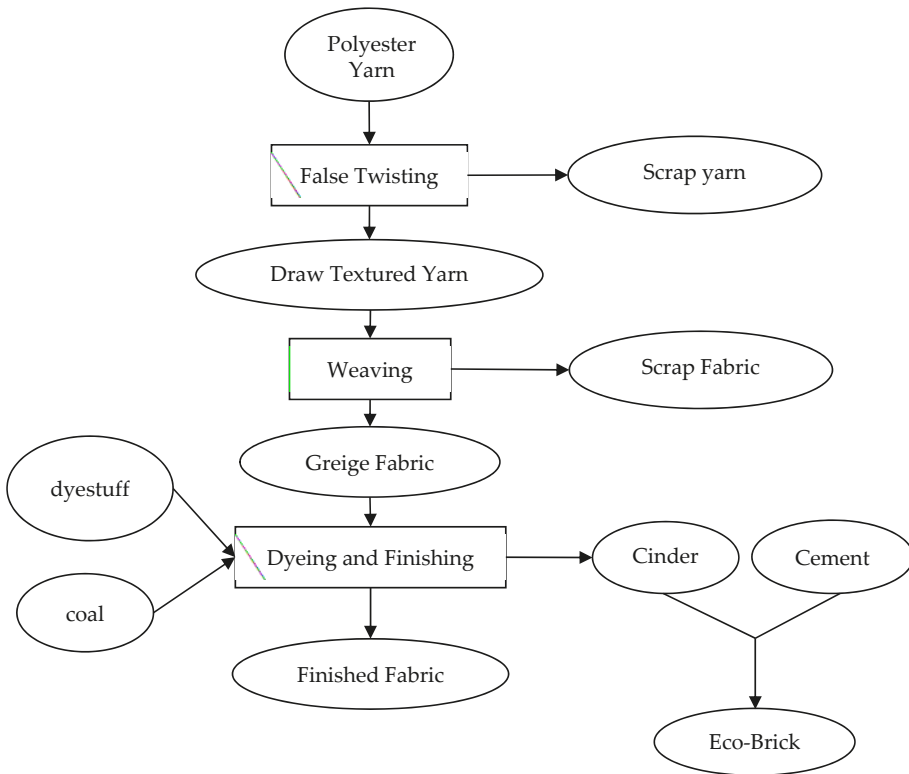 Polyester
Yarn
False Twisting
Scrap yarn
Draw Textured Yarn
Weaving
Scrap Fabric
Greige Fabric
dyestuff
Dyeing and Finishing
Cinder
Cement
coal
Finished Fabric
Eco-Brick